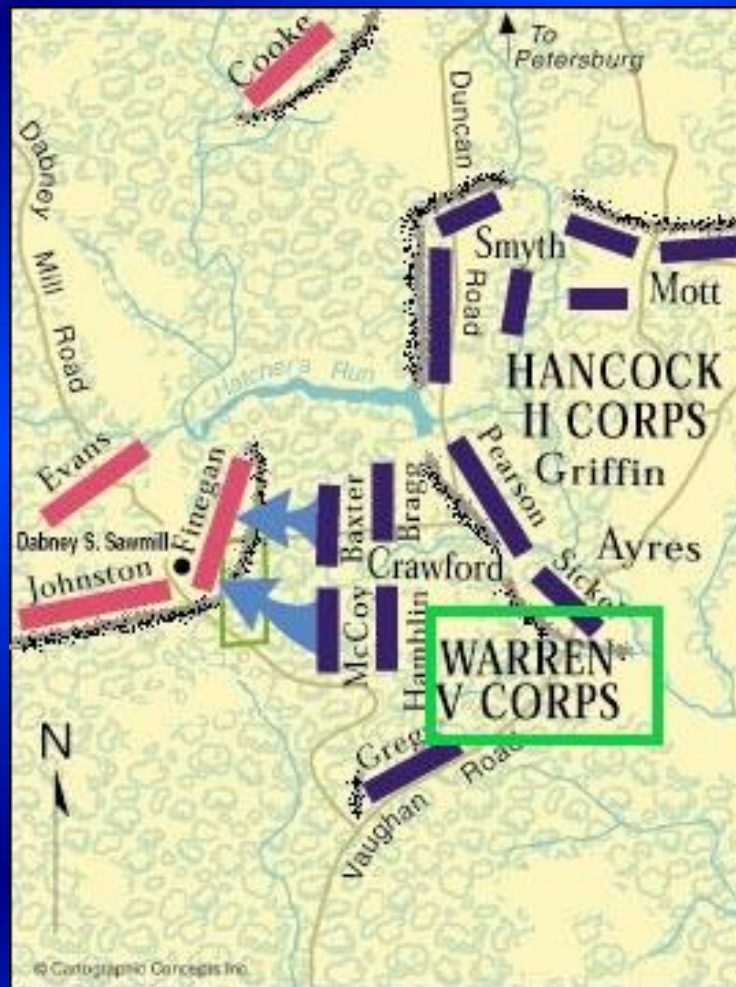 Cooke
To
Petersburg
Duncan
Road
Dabney
Mill
Road
Smyth
Mott
Hatcher's Run
HANCOCK
II CORPS
Griffin
Pearson
Ayres
Evans
Finegan
Dabney S. Sawmill
Johnston
Baxter
Bragg
Crawford
McCoy
Hamblin
WARREN
V CORPS
N
Vaughan
Road
© Cartographic Concepts Inc.